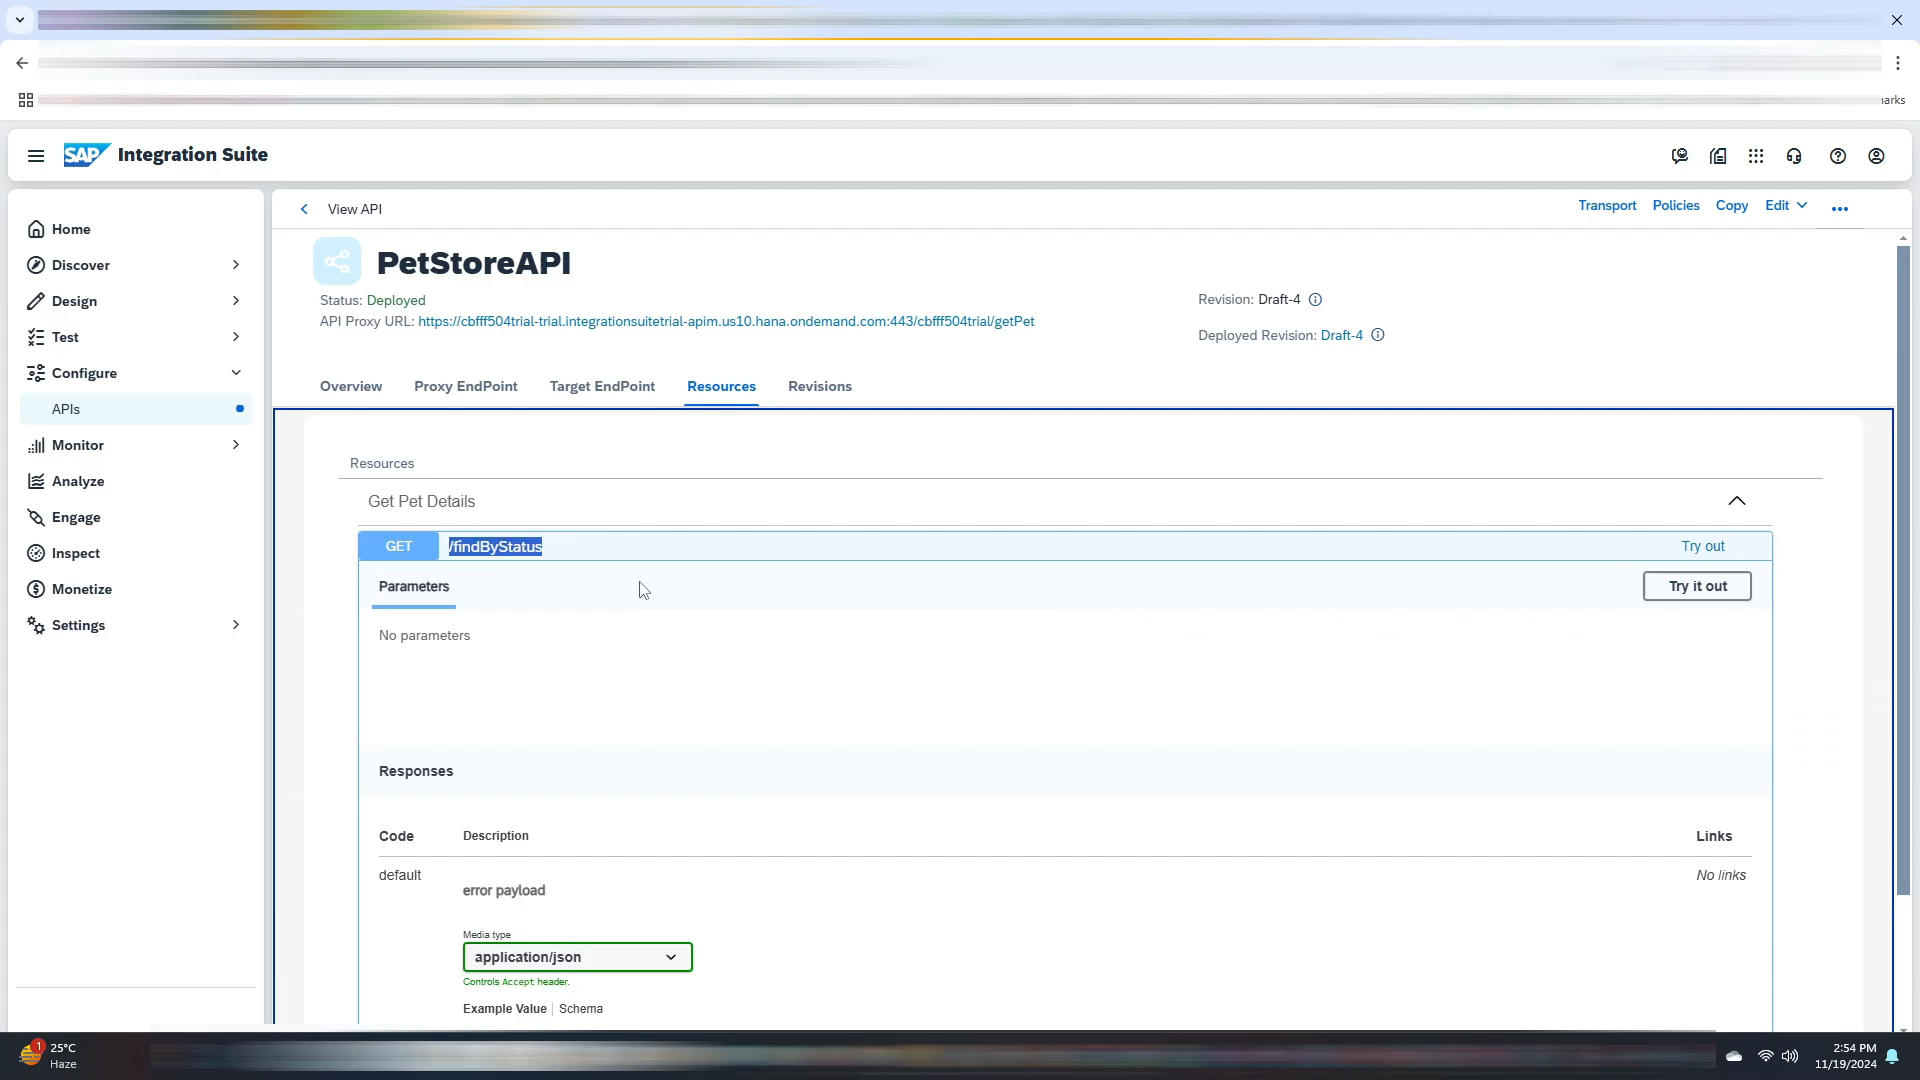 arks
SAP Integration Suite
Home
Discover
Design
Test
Configure
APIs
Monitor
Analyze
Engage
Inspect
Monetize
Settings
View API
Transport Policies Copy Edit
PetStoreAPI
Status: Deployed
API Proxy URL: https://cbfff504trial-trial.integrationsuitetrial-apim.us10.hana.ondemand.com:443/cbfff504trial/getPet
Revision: Draft-4
Deployed Revision: Draft-4
Overview Proxy EndPoint Target EndPoint Resources Revisions
Resources
Get Pet Details
GET /findByStatus Try out
Parameters Try it out
No parameters
Responses
Code Description Links
default No links
error payload
Media type
application/json
Controls Accept header.
Example Value Schema
1 25°C
Haze
2:54 PM
11/19/2024